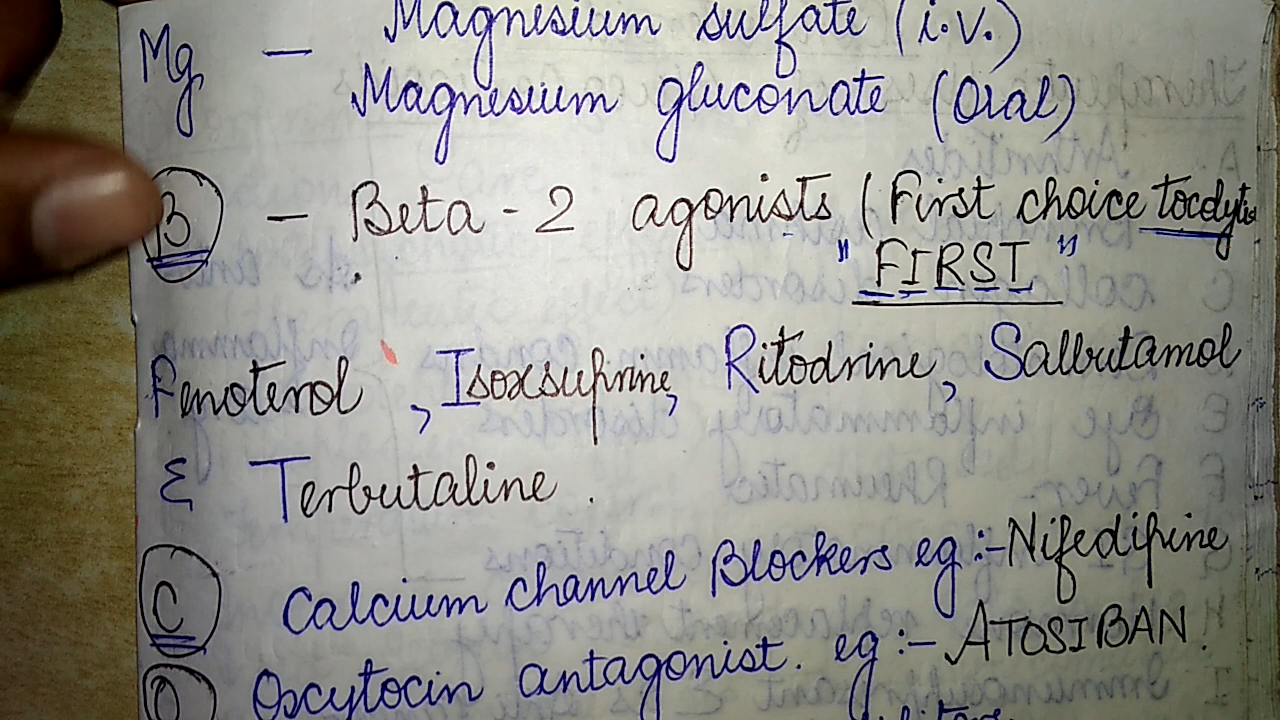 Magnesium sulfate (i.v.)
Mg — Magnesium gluconate (Oral)
B — Beta - 2 agonists (First choice tocolytis
"FIRST"
Fenoterol, Isoxsuprine, Ritodrine, Salbutamol
& Terbutaline.
C Calcium channel Blockers eg:- Nifedipine
O Oxytocin antagonist. eg:- ATOSIBAN.